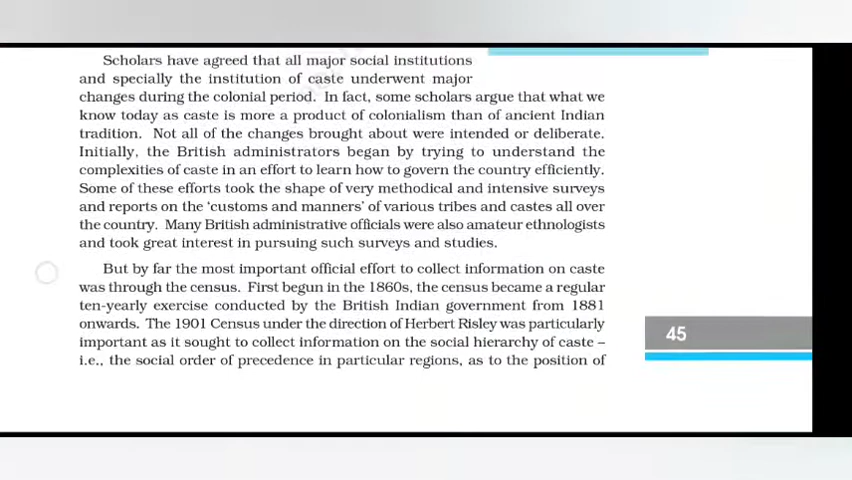 Scholars have agreed that all major social institutions
and specially the institution of caste underwent major
changes during the colonial period. In fact, some scholars argue that what we
know today as caste is more a product of colonialism than of ancient Indian
tradition. Not all of the changes brought about were intended or deliberate.
Initially, the British administrators began by trying to understand the
complexities of caste in an effort to learn how to govern the country efficiently.
Some of these efforts took the shape of very methodical and intensive surveys
and reports on the ‘customs and manners’ of various tribes and castes all over
the country. Many British administrative officials were also amateur ethnologists
and took great interest in pursuing such surveys and studies.
But by far the most important official effort to collect information on caste
was through the census. First begun in the 1860s, the census became a regular
ten-yearly exercise conducted by the British Indian government from 1881
onwards. The 1901 Census under the direction of Herbert Risley was particularly
important as it sought to collect information on the social hierarchy of caste –
i.e., the social order of precedence in particular regions, as to the position of
45